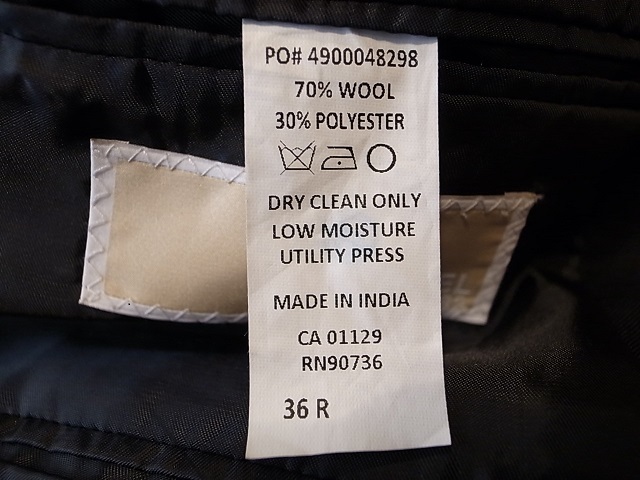 PO# 4900048298
70% WOOL
30% POLYESTER
DRY CLEAN ONLY
LOW MOISTURE
UTILITY PRESS
MADE IN INDIA
CA 01129
RN90736
36 R